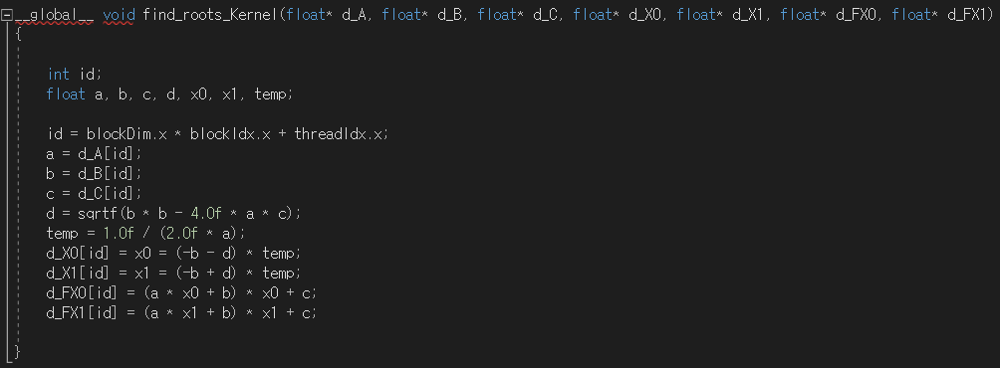 __global__ void find_roots_Kernel(float* d_A, float* d_B, float* d_C, float* d_X0, float* d_X1, float* d_FX0, float* d_FX1)
{
int id;
float a, b, c, d, x0, x1, temp;
id = blockDim.x * blockIdx.x + threadIdx.x;
a = d_A[id];
b = d_B[id];
c = d_C[id];
d = sqrtf(b * b - 4.0f * a * c);
temp = 1.0f / (2.0f * a);
d_X0[id] = x0 = (-b - d) * temp;
d_X1[id] = x1 = (-b + d) * temp;
d_FX0[id] = (a * x0 + b) * x0 + c;
d_FX1[id] = (a * x1 + b) * x1 + c;
}